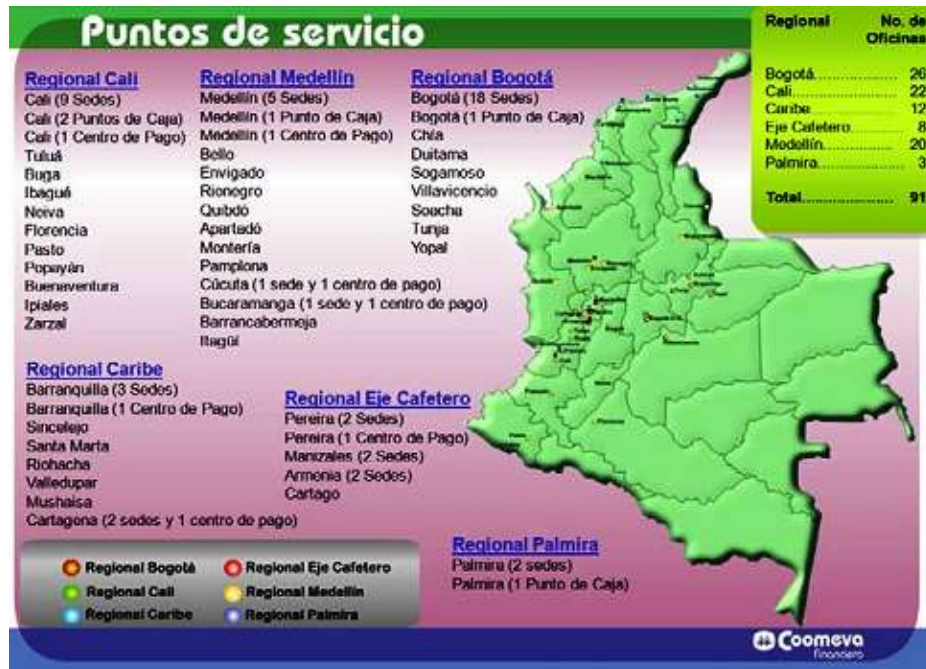 Puntos de servicio
Regional No. de
Oficinas
Bogotá..................... 26
Cali.......................... 22
Caribe...................... 12
Eje Cafetero............ 8
Medellín................... 20
Palmira.................... 3
Total....................... 91
Regional Cali
Cali (9 Sedes)
Cali (2 Puntos de Caja)
Cali (1 Centro de Pago)
Tuluá
Buga
Ibagué
Neiva
Florencia
Pasto
Popayán
Buenaventura
Ipiales
Zarzal
Regional Medellín
Medellín (5 Sedes)
Medellín (1 Punto de Caja)
Medellín (1 Centro de Pago)
Bello
Envigado
Rionegro
Quibdó
Apartadó
Montería
Pamplona
Cúcuta (1 sede y 1 centro de pago)
Bucaramanga (1 sede y 1 centro de pago)
Barrancabermeja
Itagüí
Regional Bogotá
Bogotá (18 Sedes)
Bogotá (1 Punto de Caja)
Chía
Duitama
Sogamoso
Villavicencio
Soacha
Tunja
Yopal
Regional Caribe
Barranquilla (3 Sedes)
Barranquilla (1 Centro de Pago)
Sincelejo
Santa Marta
Riohacha
Valledupar
Mushaisa
Cartagena (2 sedes y 1 centro de pago)
Regional Eje Cafetero
Pereira (2 Sedes)
Pereira (1 Centro de Pago)
Manizales (2 Sedes)
Armenia (2 Sedes)
Cartago
Regional Palmira
Palmira (2 sedes)
Palmira (1 Punto de Caja)
Regional Bogotá
Regional Eje Cafetero
Regional Cali
Regional Medellín
Regional Caribe
Regional Palmira
Coomeva
financiero